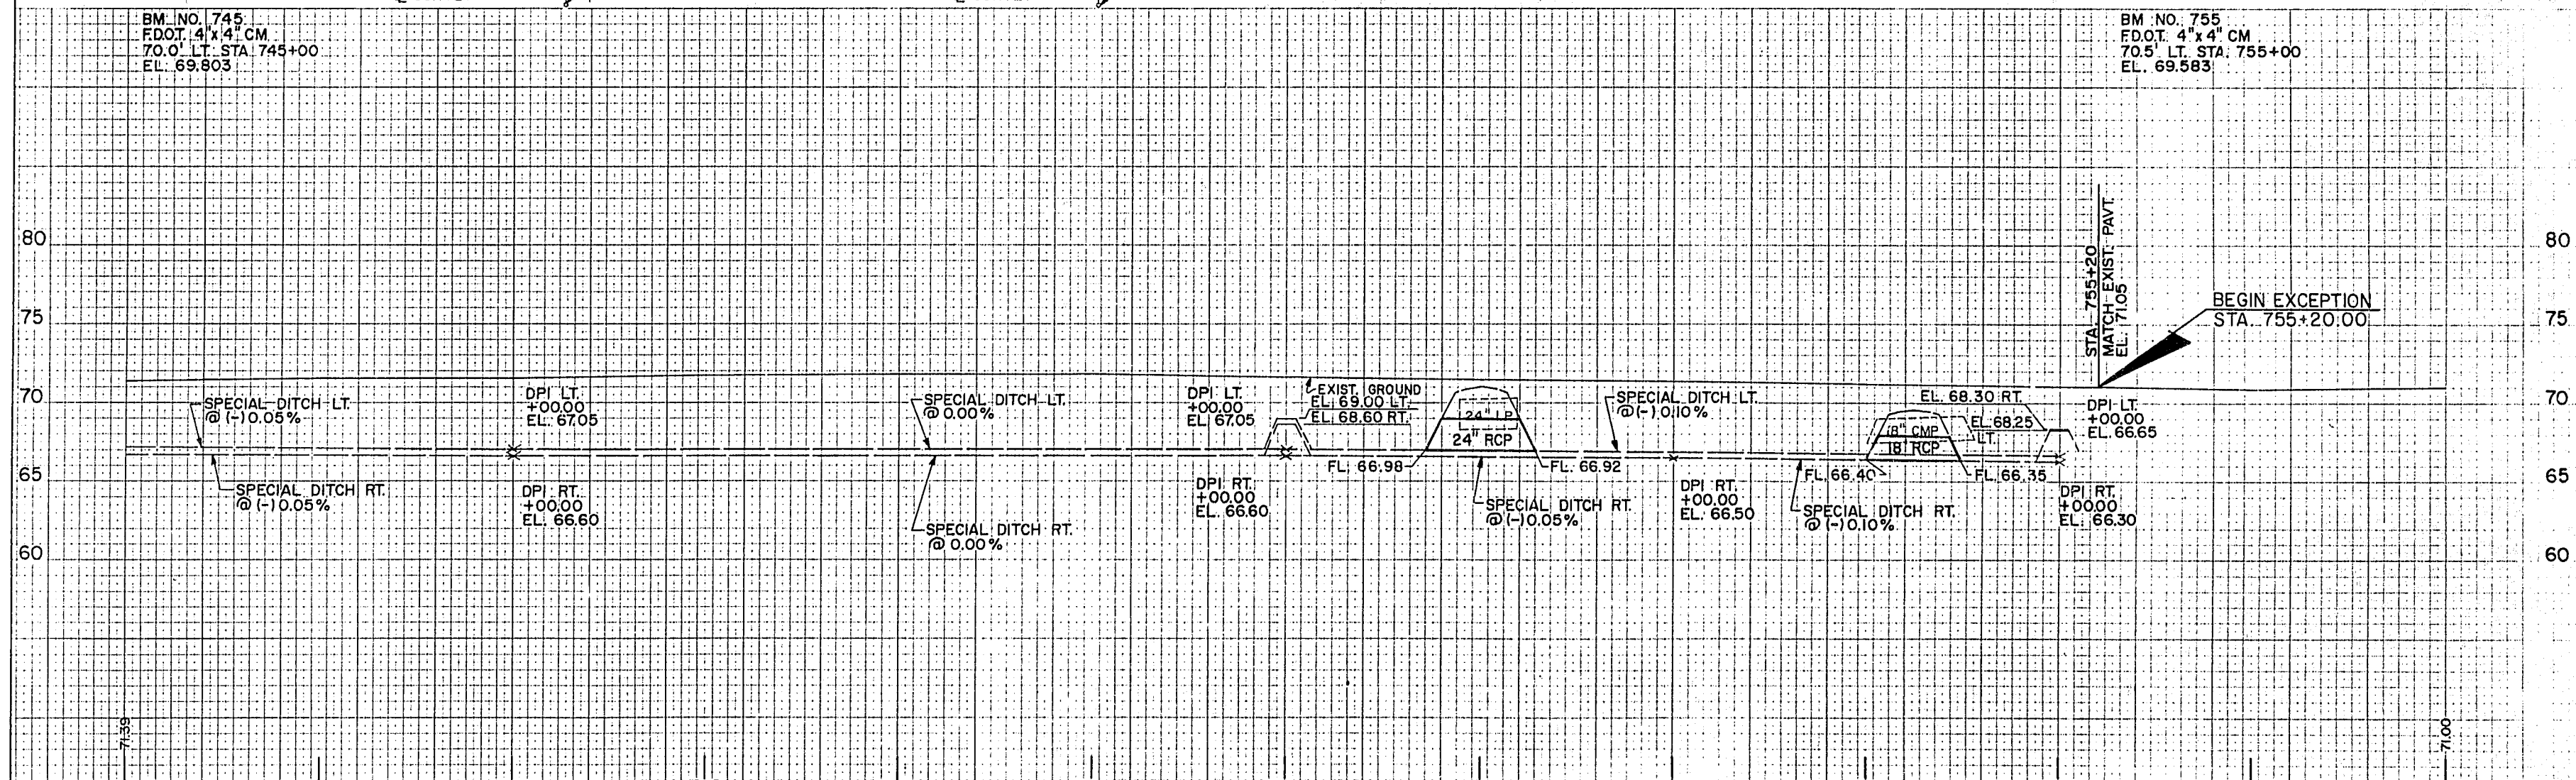 BM NO. 745
F.D.O.T. 4"x 4" CM
70.0' LT. STA. 745+00
EL. 69.803
BM NO. 755
F.D.O.T. 4"x 4" CM
70.5' LT. STA. 755+00
EL. 69.583
80
80
STA. 755+20
MATCH EXIST. PAVT.
EL. 71.05
BEGIN EXCEPTION
STA. 755+20.00
75
75
70
70
SPECIAL DITCH LT.
@ (-) 0.05%
DPI LT.
+00.00
EL. 67.05
SPECIAL DITCH LT.
@ 0.00%
DPI LT.
+00.00
EL. 67.05
EXIST. GROUND
EL. 69.00 LT.
EL. 68.60 RT.
24" RCP
SPECIAL DITCH LT.
@ (-) 0.10%
EL. 68.30 RT.
EL. 68.25
LT.
18" CMP
18" RCP
DPI LT.
+00.00
EL. 66.65
65
65
FL. 66.98
FL. 66.92
FL. 66.40
FL. 66.35
SPECIAL DITCH RT.
@ (-) 0.05%
DPI RT.
+00.00
EL. 66.60
SPECIAL DITCH RT.
@ 0.00%
DPI RT.
+00.00
EL. 66.60
SPECIAL DITCH RT.
@ (-) 0.05%
DPI RT.
+00.00
EL. 66.50
SPECIAL DITCH RT.
@ (-) 0.10%
DPI RT.
+00.00
EL. 66.30
60
60
71.39
71.00